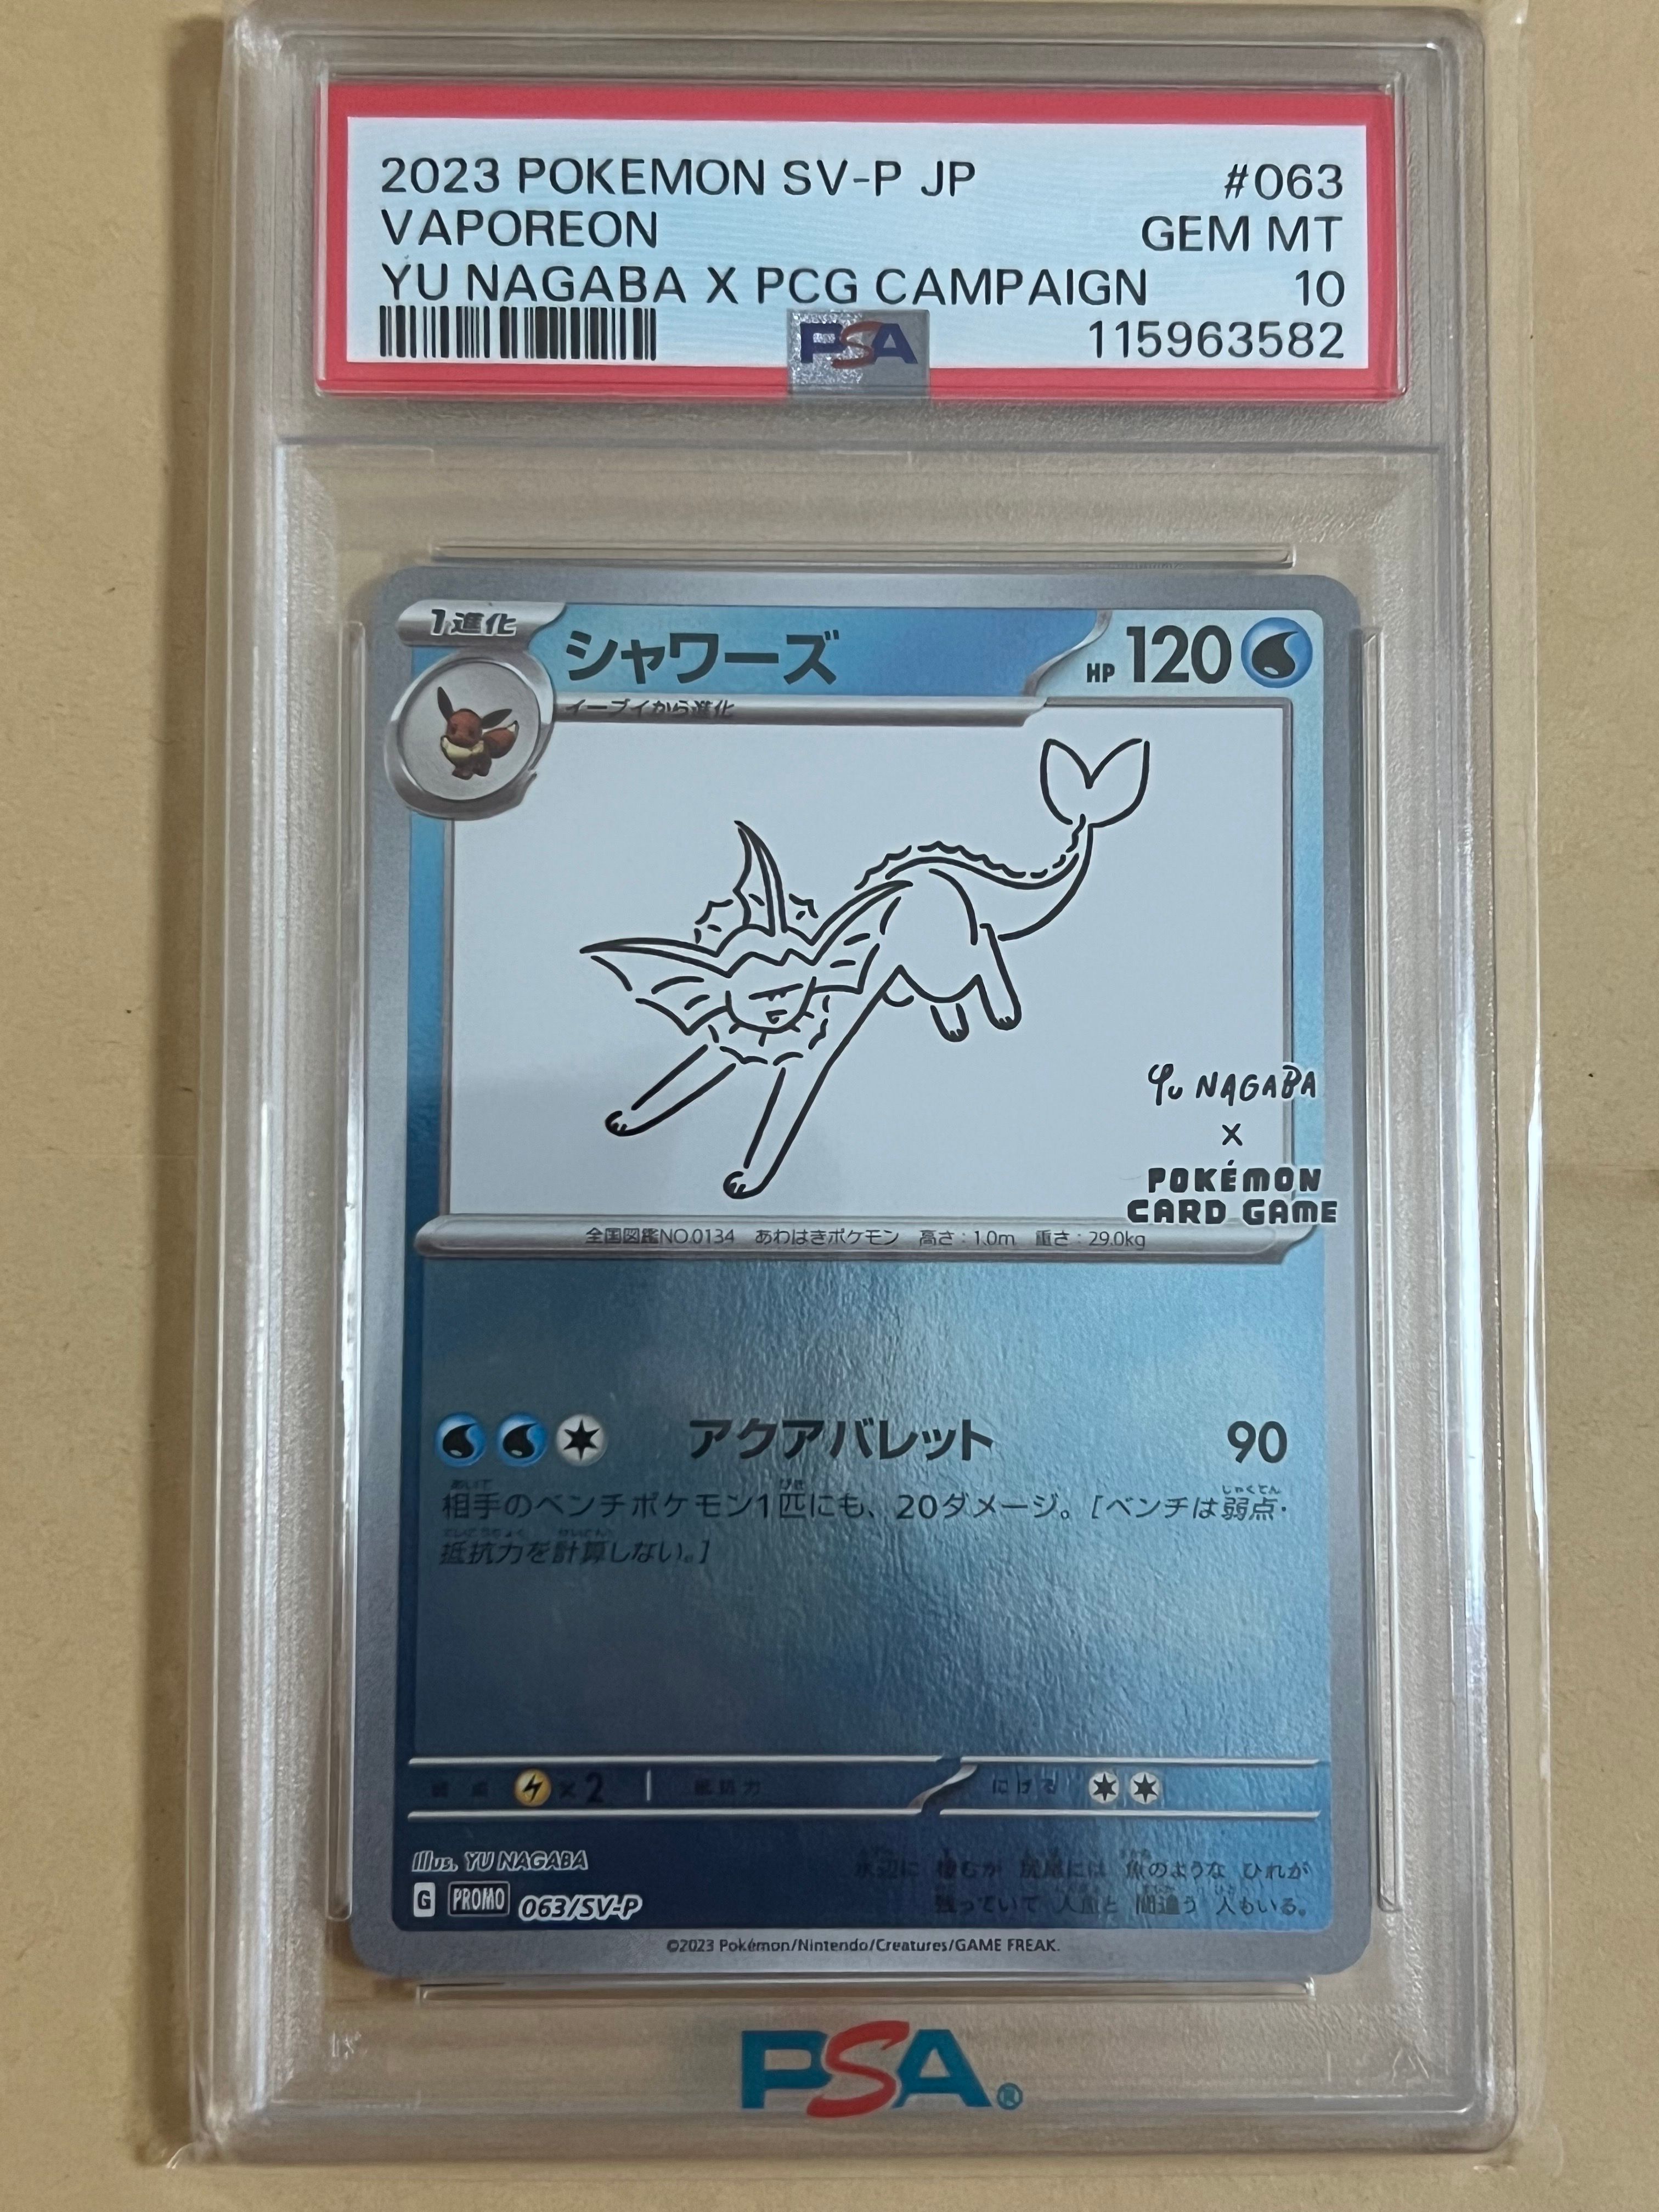 2023 POKEMON SV-P JP #063
VAPOREON GEM MT
YU NAGABA X PCG CAMPAIGN 10
PSA 115963582
1進化 シャワーズ HP 120
イーブイから進化
YU NAGABA
X
POKÉMON
CARD GAME
全国図鑑NO.0134 あわはきポケモン 高さ:1.0m 重さ:29.0kg
アクアバレット 90
相手のベンチポケモン1匹にも、20ダメージ。[ベンチは弱点・
抵抗力を計算しない。]
弱点 ×2 抵抗力 にげる
Illus. YU NAGABA
水辺に 棲むが 尻尾には 魚のような ひれが
G PROMO 063/SV-P
残っていて 人魚と 間違う 人もいる。
©2023 Pokémon/Nintendo/Creatures/GAME FREAK.
PSA®